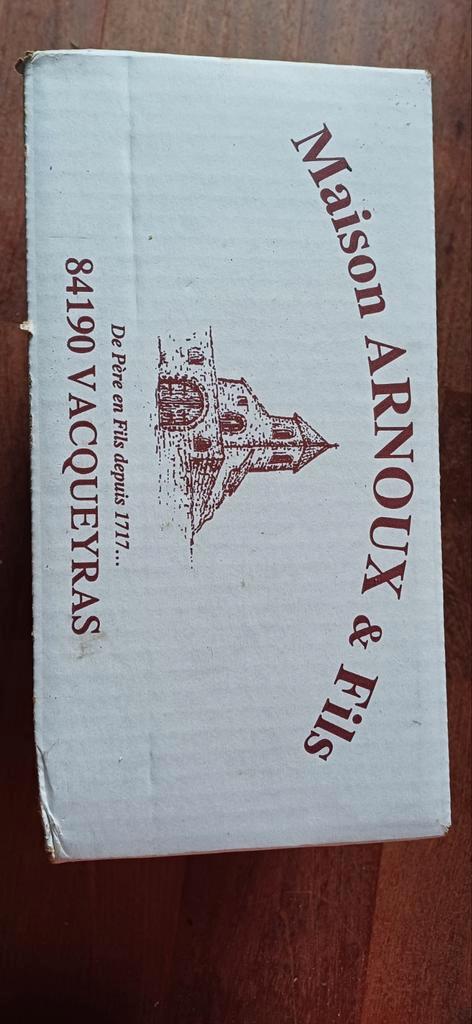 Maison ARNOUX & Fils
De Père en Fils depuis 1717...
84190 VACQUEYRAS